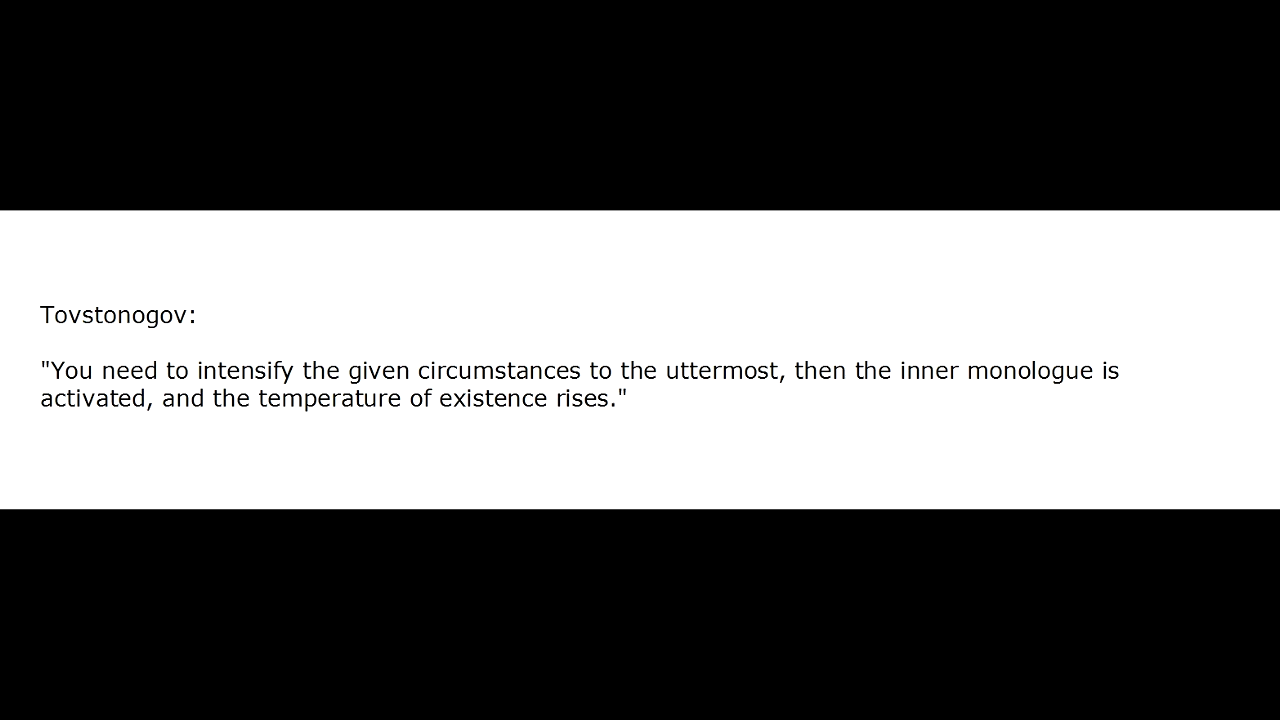 Tovstonogov:
"You need to intensify the given circumstances to the uttermost, then the inner monologue is
activated, and the temperature of existence rises."